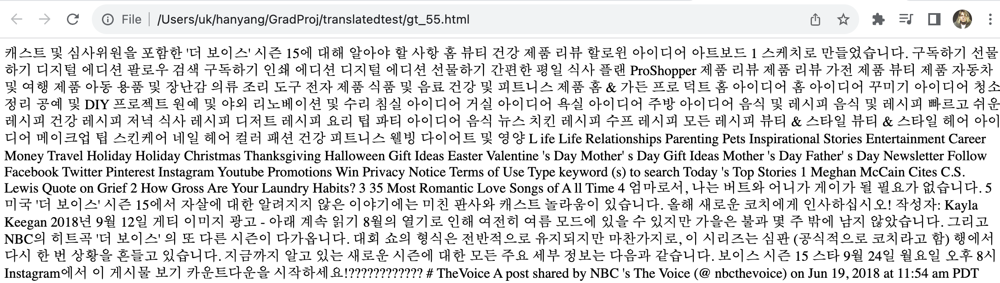 File /Users/uk/hanyang/GradProj/translatedtest/gt_55.html
캐스트 및 심사위원을 포함한 '더 보이스' 시즌 15에 대해 알아야 할 사항 홈 뷰티 건강 제품 리뷰 할로윈 아이디어 아트보드 1 스케치로 만들었습니다. 구독하기 선물
하기 디지털 에디션 팔로우 검색 구독하기 인쇄 에디션 디지털 에디션 선물하기 간편한 평일 식사 플랜 ProShopper 제품 리뷰 제품 리뷰 가전 제품 뷰티 제품 자동차
및 여행 제품 아동 용품 및 장난감 의류 조리 도구 전자 제품 식품 및 음료 건강 및 피트니스 제품 홈 & 가든 프로 덕트 홈 아이디어 홈 아이디어 꾸미기 아이디어 청소
정리 공예 및 DIY 프로젝트 원예 및 야외 리노베이션 및 수리 침실 아이디어 거실 아이디어 욕실 아이디어 주방 아이디어 음식 및 레시피 음식 및 레시피 빠르고 쉬운
레시피 건강 레시피 저녁 식사 레시피 디저트 레시피 요리 팁 파티 아이디어 음식 뉴스 치킨 레시피 수프 레시피 모든 레시피 뷰티 & 스타일 뷰티 & 스타일 헤어 아이
디어 메이크업 팁 스킨케어 네일 헤어 컬러 패션 건강 피트니스 웰빙 다이어트 및 영양 L ife Life Relationships Parenting Pets Inspirational Stories Entertainment Career
Money Travel Holiday Holiday Christmas Thanksgiving Halloween Gift Ideas Easter Valentine 's Day Mother' s Day Gift Ideas Mother 's Day Father' s Day Newsletter Follow
Facebook Twitter Pinterest Instagram Youtube Promotions Win Privacy Notice Terms of Use Type keyword (s) to search Today 's Top Stories 1 Meghan McCain Cites C.S.
Lewis Quote on Grief 2 How Gross Are Your Laundry Habits? 3 35 Most Romantic Love Songs of A ll Time 4 엄마로서, 나는 버트와 어니가 게이가 될 필요가 없습니다. 5
미국 '더 보이스' 시즌 15에서 자살에 대한 알려지지 않은 이야기에는 미친 판사와 캐스트 놀라움이 있습니다. 올해 새로운 코치에게 인사하십시오! 작성자: Kayla
Keegan 2018년 9월 12일 게티 이미지 광고 - 아래 계속 읽기 8월의 열기로 인해 여전히 여름 모드에 있을 수 있지만 가을은 불과 몇 주 밖에 남지 않았습니다. 그리고
NBC의 히트곡 '더 보이스' 의 또 다른 시즌이 다가옵니다. 대회 쇼의 형식은 전반적으로 유지되지만 마찬가지로, 이 시리즈는 심판 (공식적으로 코치라고 함) 행에서
다시 한 번 상황을 흔들고 있습니다. 지금까지 알고 있는 새로운 시즌에 대한 모든 주요 세부 정보는 다음과 같습니다. 보이스 시즌 15 스타 9월 24일 월요일 오후 8시
Instagram에서 이 게시물 보기 카운트다운을 시작하세요!????????????? # TheVoice A post shared by NBC 's The Voice (@ nbcthevoice) on Jun 19, 2018 at 11:54 am PDT